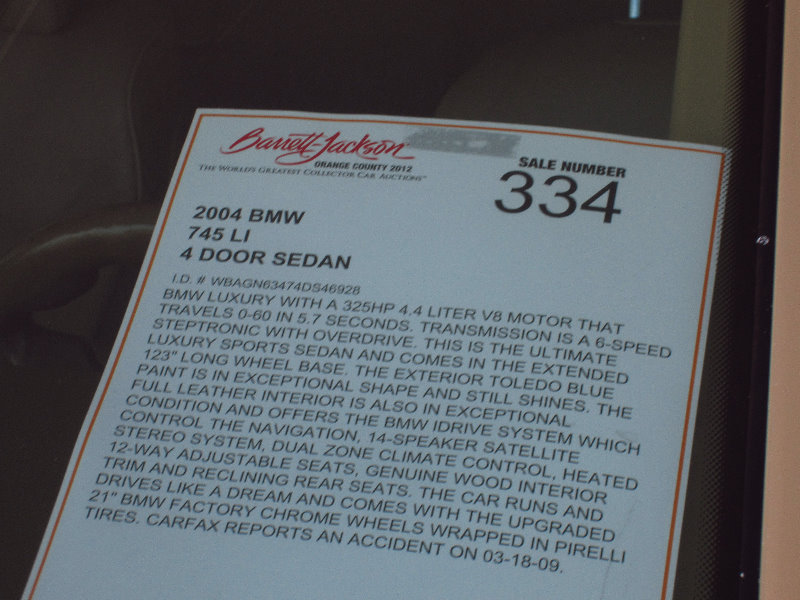 Barrett-Jackson
ORANGE COUNTY 2012
THE WORLD'S GREATEST COLLECTOR CAR AUCTIONS™
SALE NUMBER
334
2004 BMW
745 LI
4 DOOR SEDAN
I.D. # WBAGN63474DS46928
BMW LUXURY WITH A 325HP 4.4 LITER V8 MOTOR THAT
TRAVELS 0-60 IN 5.7 SECONDS. TRANSMISSION IS A 6-SPEED
STEPTRONIC WITH OVERDRIVE. THIS IS THE ULTIMATE
LUXURY SPORTS SEDAN AND COMES IN THE EXTENDED
123" LONG WHEEL BASE. THE EXTERIOR TOLEDO BLUE
PAINT IS IN EXCEPTIONAL SHAPE AND STILL SHINES. THE
FULL LEATHER INTERIOR IS ALSO IN EXCEPTIONAL
CONDITION AND OFFERS THE BMW IDRIVE SYSTEM WHICH
CONTROL THE NAVIGATION, 14-SPEAKER SATELLITE
STEREO SYSTEM, DUAL ZONE CLIMATE CONTROL, HEATED
12-WAY ADJUSTABLE SEATS, GENUINE WOOD INTERIOR
TRIM AND RECLINING REAR SEATS. THE CAR RUNS AND
DRIVES LIKE A DREAM AND COMES WITH THE UPGRADED
21" BMW FACTORY CHROME WHEELS WRAPPED IN PIRELLI
TIRES. CARFAX REPORTS AN ACCIDENT ON 03-18-09.